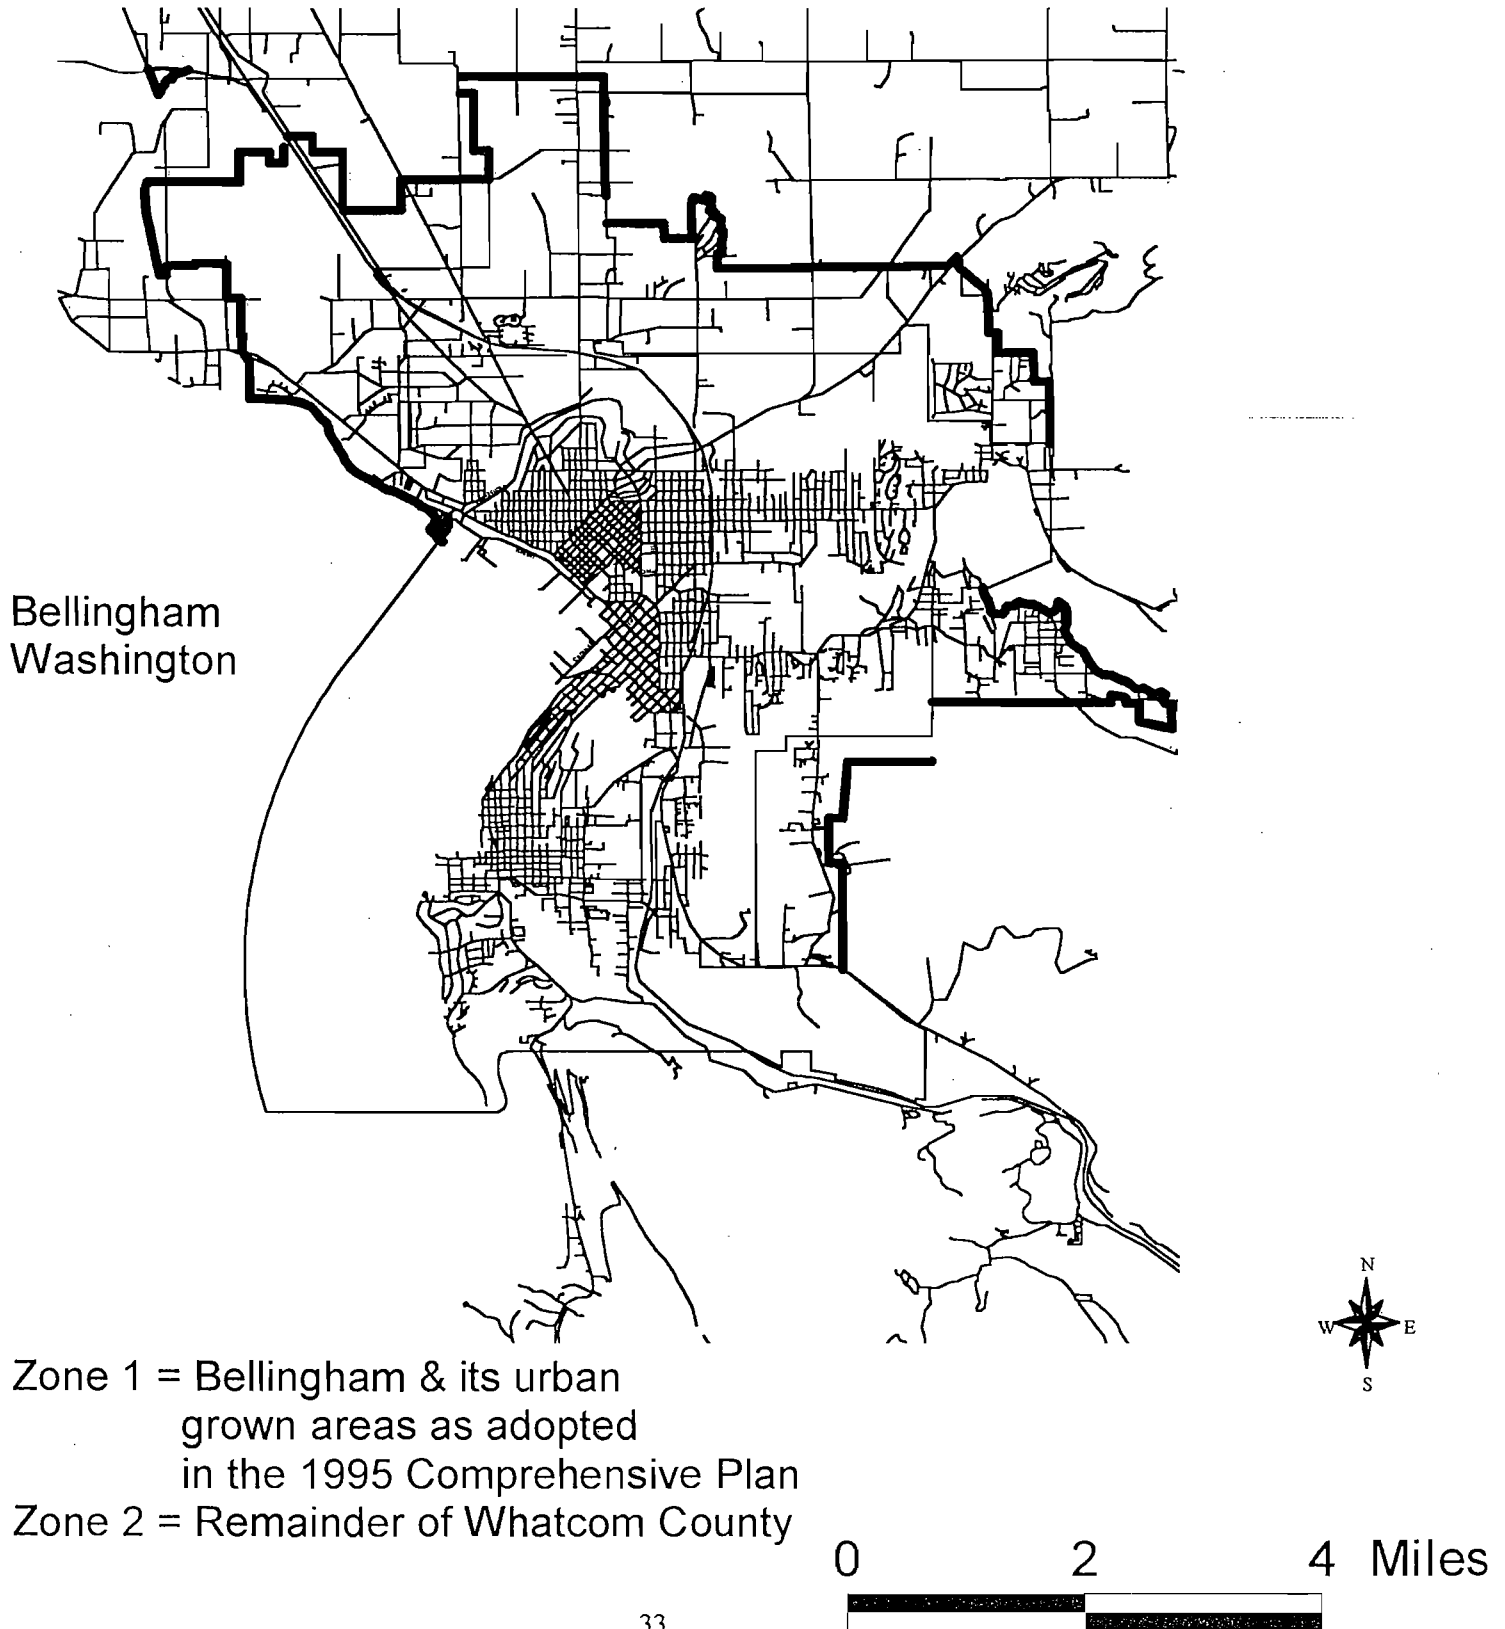 Bellingham
Washington
N
W E
S
Zone 1 = Bellingham & its urban
grown areas as adopted
in the 1995 Comprehensive Plan
Zone 2 = Remainder of Whatcom County
0 2 4 Miles
33